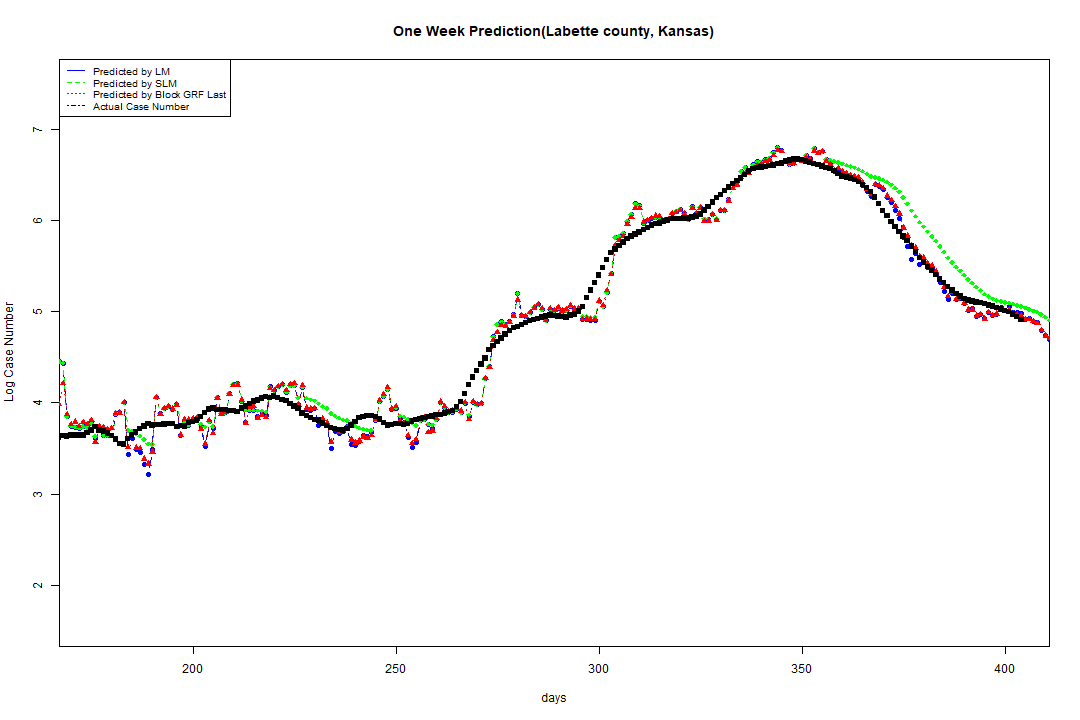 One Week Prediction(Labette county, Kansas)
Predicted by LM
Predicted by SLM
Predicted by Block GRF Last
Actual Case Number
Log Case Number
7
6
5
4
3
2
200 250 300 350 400
days